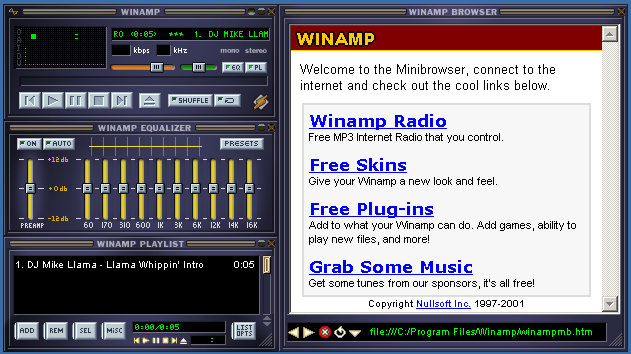 WINAMP
O
A
I
D
V
RO (0:05) *** 1. DJ MIKE LLAM
kbps kHz mono stereo
EQ PL
SHUFFLE
WINAMP EQUALIZER
ON AUTO PRESETS
+12db
+0db
-12db
PREAMP 60 170 310 600 1K 3K 6K 12K 14K 16K
WINAMP PLAYLIST
1. DJ Mike Llama - Llama Whippin' Intro 0:05
ADD REM SEL MISC
0:00/0:05
:
LIST
OPTS
WINAMP BROWSER
WINAMP
Welcome to the Minibrowser, connect to the
internet and check out the cool links below.
Winamp Radio
Free MP3 Internet Radio that you control.
Free Skins
Give your Winamp a new look and feel.
Free Plug-ins
Add to what your Winamp can do. Add games, ability to
play new files, and more!
Grab Some Music
Get some tunes from our sponsors, it's all free!
Copyright Nullsoft Inc. 1997-2001
file:///C:/Program Files/Winamp/winampmb.htm